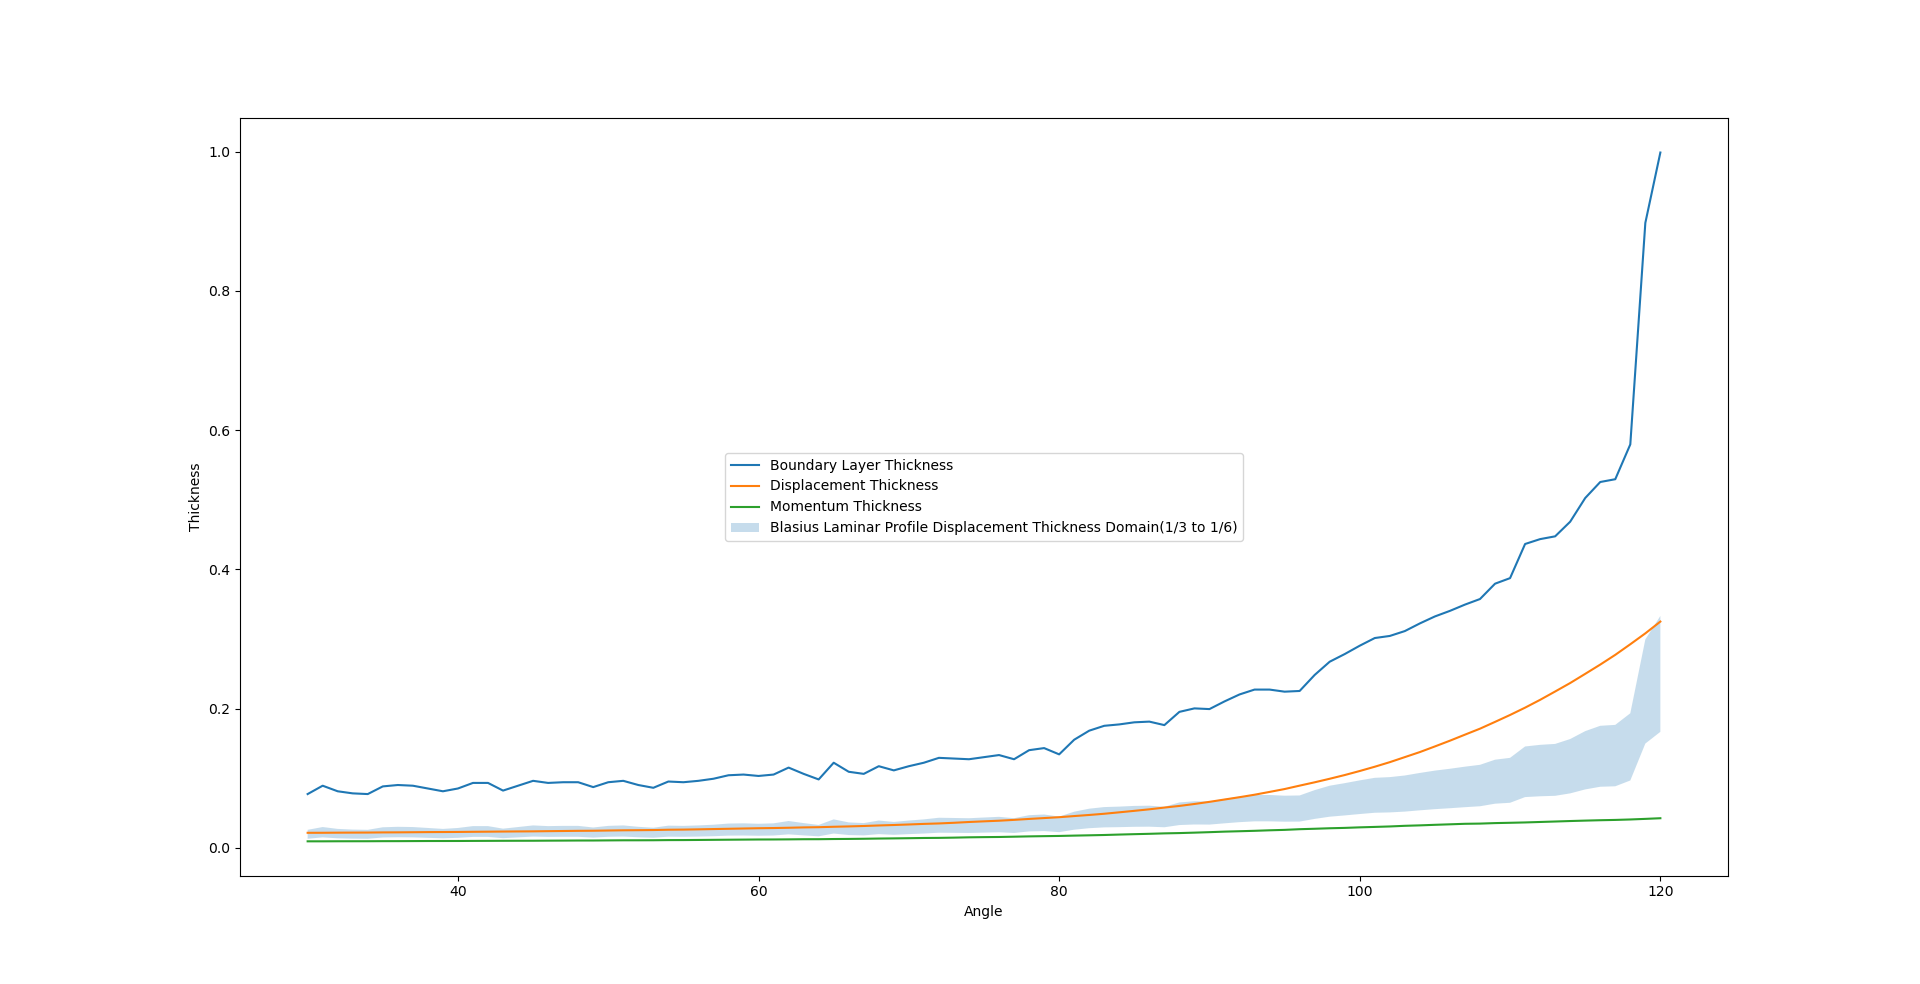 1.0
0.8
0.6
0.4
0.2
0.0
Thickness
Boundary Layer Thickness
Displacement Thickness
Momentum Thickness
Blasius Laminar Profile Displacement Thickness Domain(1/3 to 1/6)
40 60 80 100 120
Angle